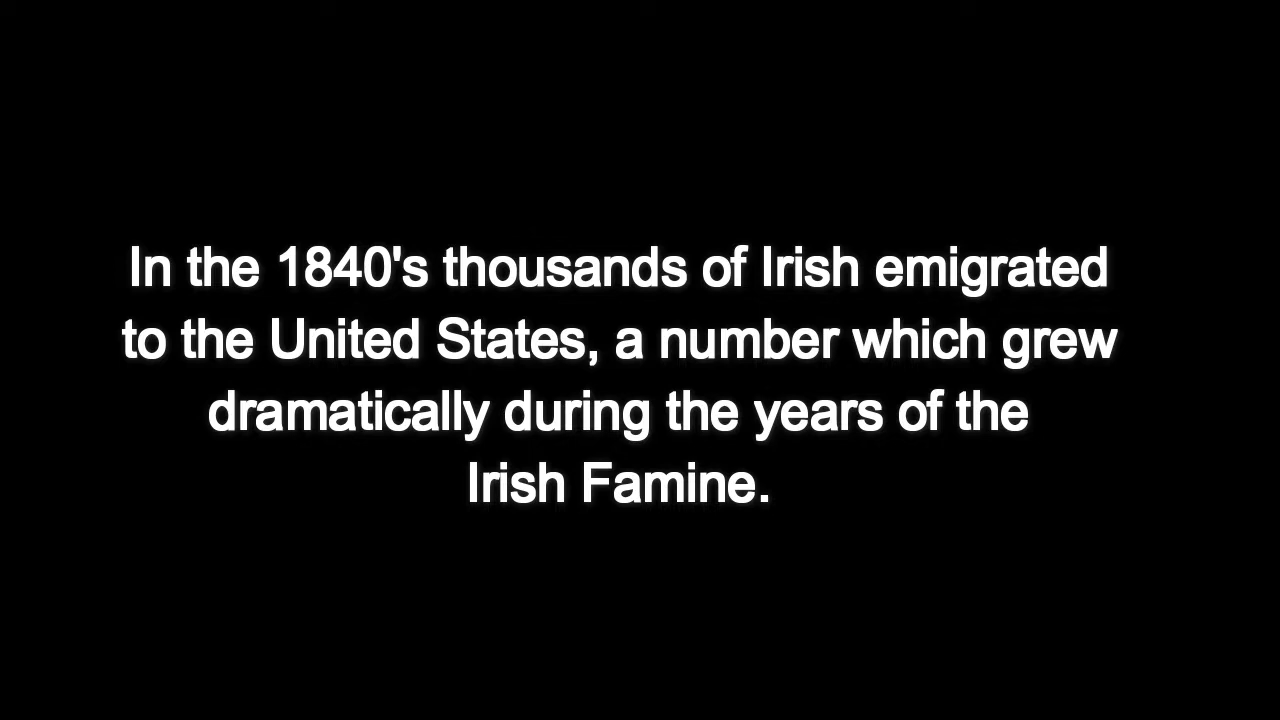 In the 1840's thousands of Irish emigrated
to the United States, a number which grew
dramatically during the years of the
Irish Famine.